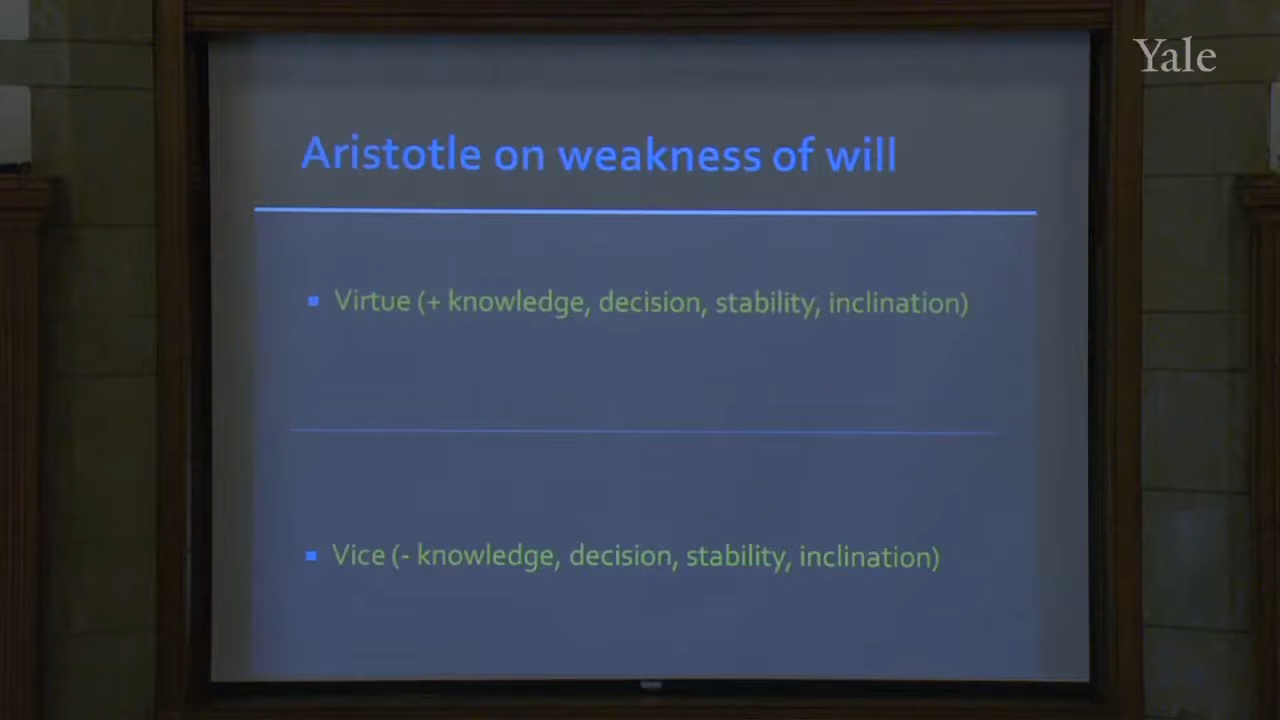 Yale
Aristotle on weakness of will
▪ Virtue (+ knowledge, decision, stability, inclination)
▪ Vice (- knowledge, decision, stability, inclination)